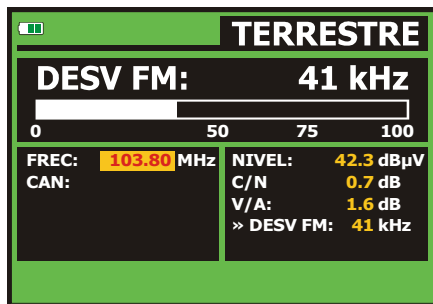 TERRESTRE
DESV FM: 41 kHz
0 50 75 100
FREC: 103.80 MHz
CAN:
NIVEL: 42.3 dBµV
C/N 0.7 dB
V/A: 1.6 dB
» DESV FM: 41 kHz